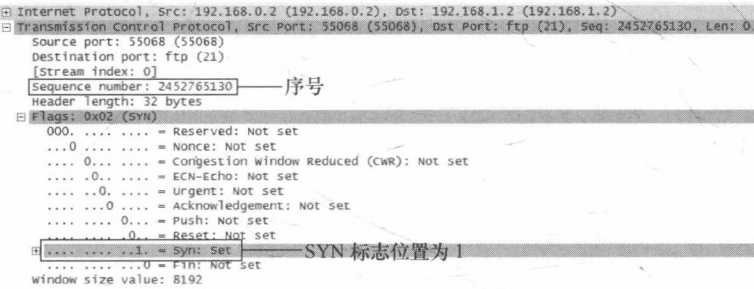 Internet Protocol, Src: 192.168.0.2 (192.168.0.2), Dst: 192.168.1.2 (192.168.1.2)
Transmission Control Protocol, Src Port: 55068 (55068), Dst Port: ftp (21), Seq: 2452765130, Len: 0
Source port: 55068 (55068)
Destination port: ftp (21)
[Stream index: 0]
Sequence number: 2452765130 序号
Header length: 32 bytes
Flags: 0x02 (SYN)
000. .... .... = Reserved: Not set
...0 .... .... = Nonce: Not set
.... 0... .... = Congestion Window Reduced (CWR): Not set
.... .0.. .... = ECN-Echo: Not set
.... ..0. .... = Urgent: Not set
.... ...0 .... = Acknowledgement: Not set
.... .... 0... = Push: Not set
.... .... .0.. = Reset: Not set
.... .... ..1. = Syn: Set SYN 标志位置为 1
.... .... ...0 = Fin: Not set
Window size value: 8192